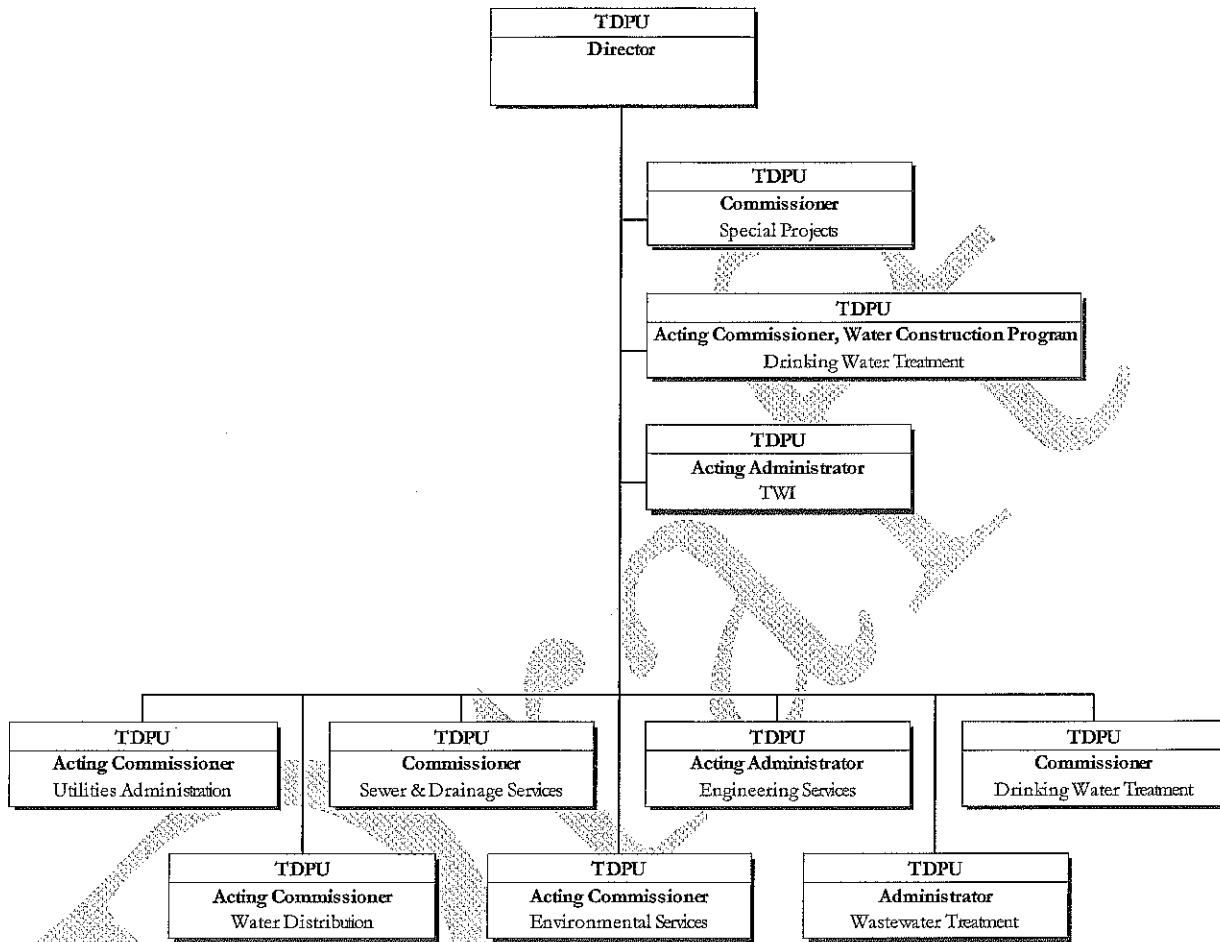 TDPU
Director
TDPU
Commissioner
Special Projects
TDPU
Acting Commissioner, Water Construction Program
Drinking Water Treatment
TDPU
Acting Administrator
TWI
TDPU
Acting Commissioner
Utilities Administration
TDPU
Commissioner
Sewer & Drainage Services
TDPU
Acting Administrator
Engineering Services
TDPU
Commissioner
Drinking Water Treatment
TDPU
Acting Commissioner
Water Distribution
TDPU
Acting Commissioner
Environmental Services
TDPU
Administrator
Wastewater Treatment